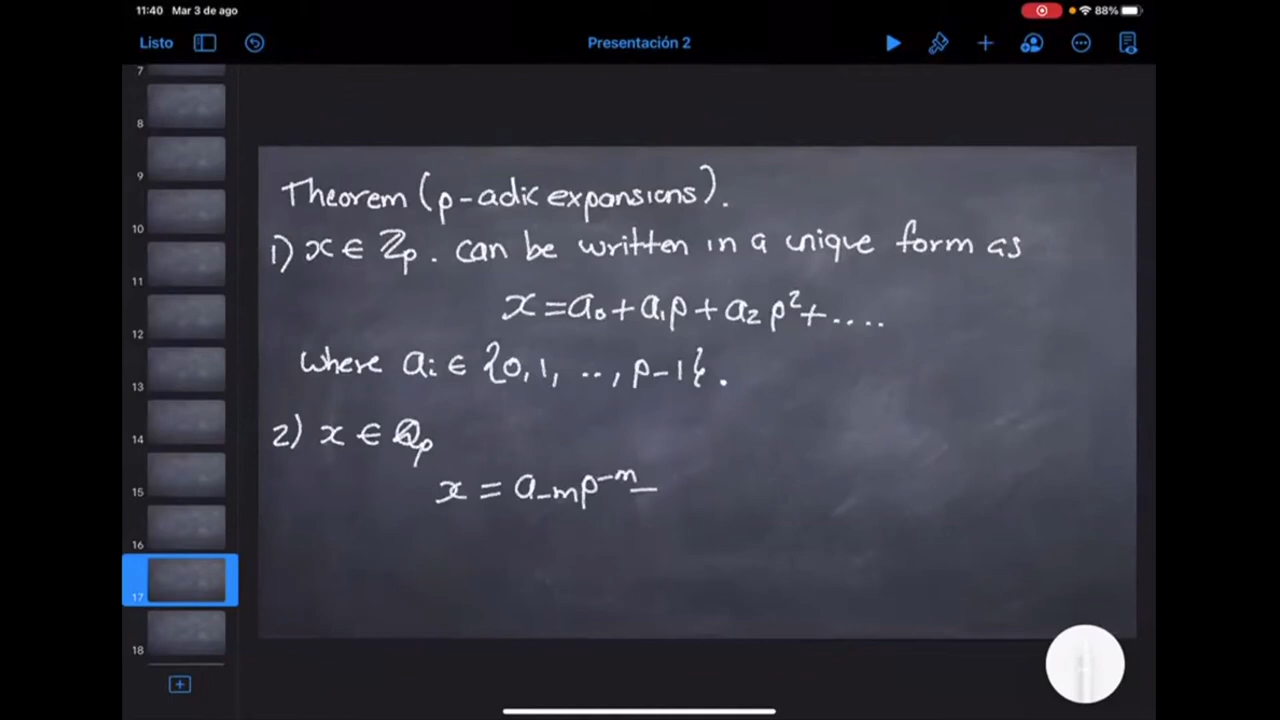 11:40 Mar 3 de ago
88%
Listo
Presentación 2
7
8
9
10
11
12
13
14
15
16
17
18
Theorem (p-adic expansions).
1) x ∈ ℤp. can be written in a unique form as
x = a₀ + a₁p + a₂p² + ....
where aᵢ ∈ {0, 1, .., p-1}.
2) x ∈ ℚp
x = a₋ₘp⁻ᵐ –